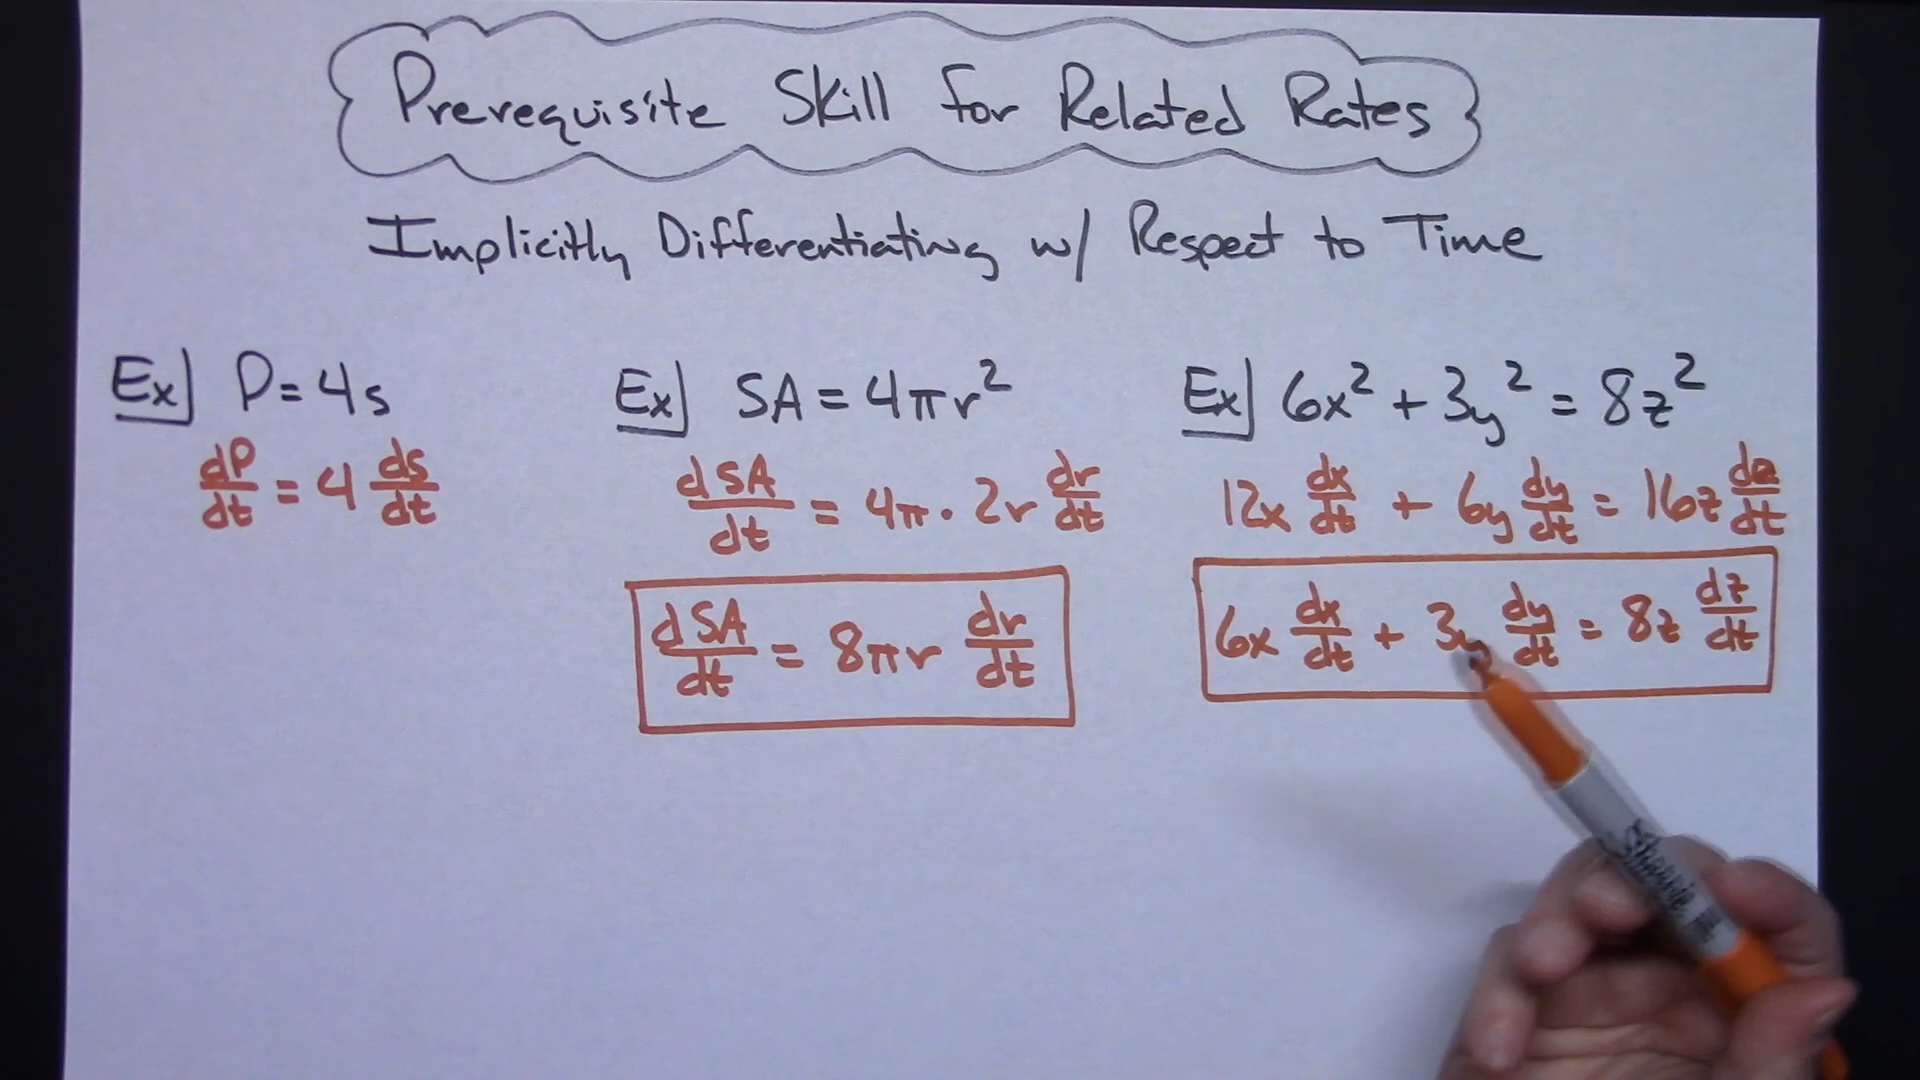 Prerequisite Skill for Related Rates
Implicitly Differentiating w/ Respect to Time
Ex] P = 4s
dP/dt = 4 ds/dt
Ex] SA = 4πr²
dSA/dt = 4π · 2r dr/dt
dSA/dt = 8πr dr/dt
Ex] 6x² + 3y² = 8z²
12x dx/dt + 6y dy/dt = 16z dz/dt
6x dx/dt + 3y dy/dt = 8z dz/dt
Sharpie